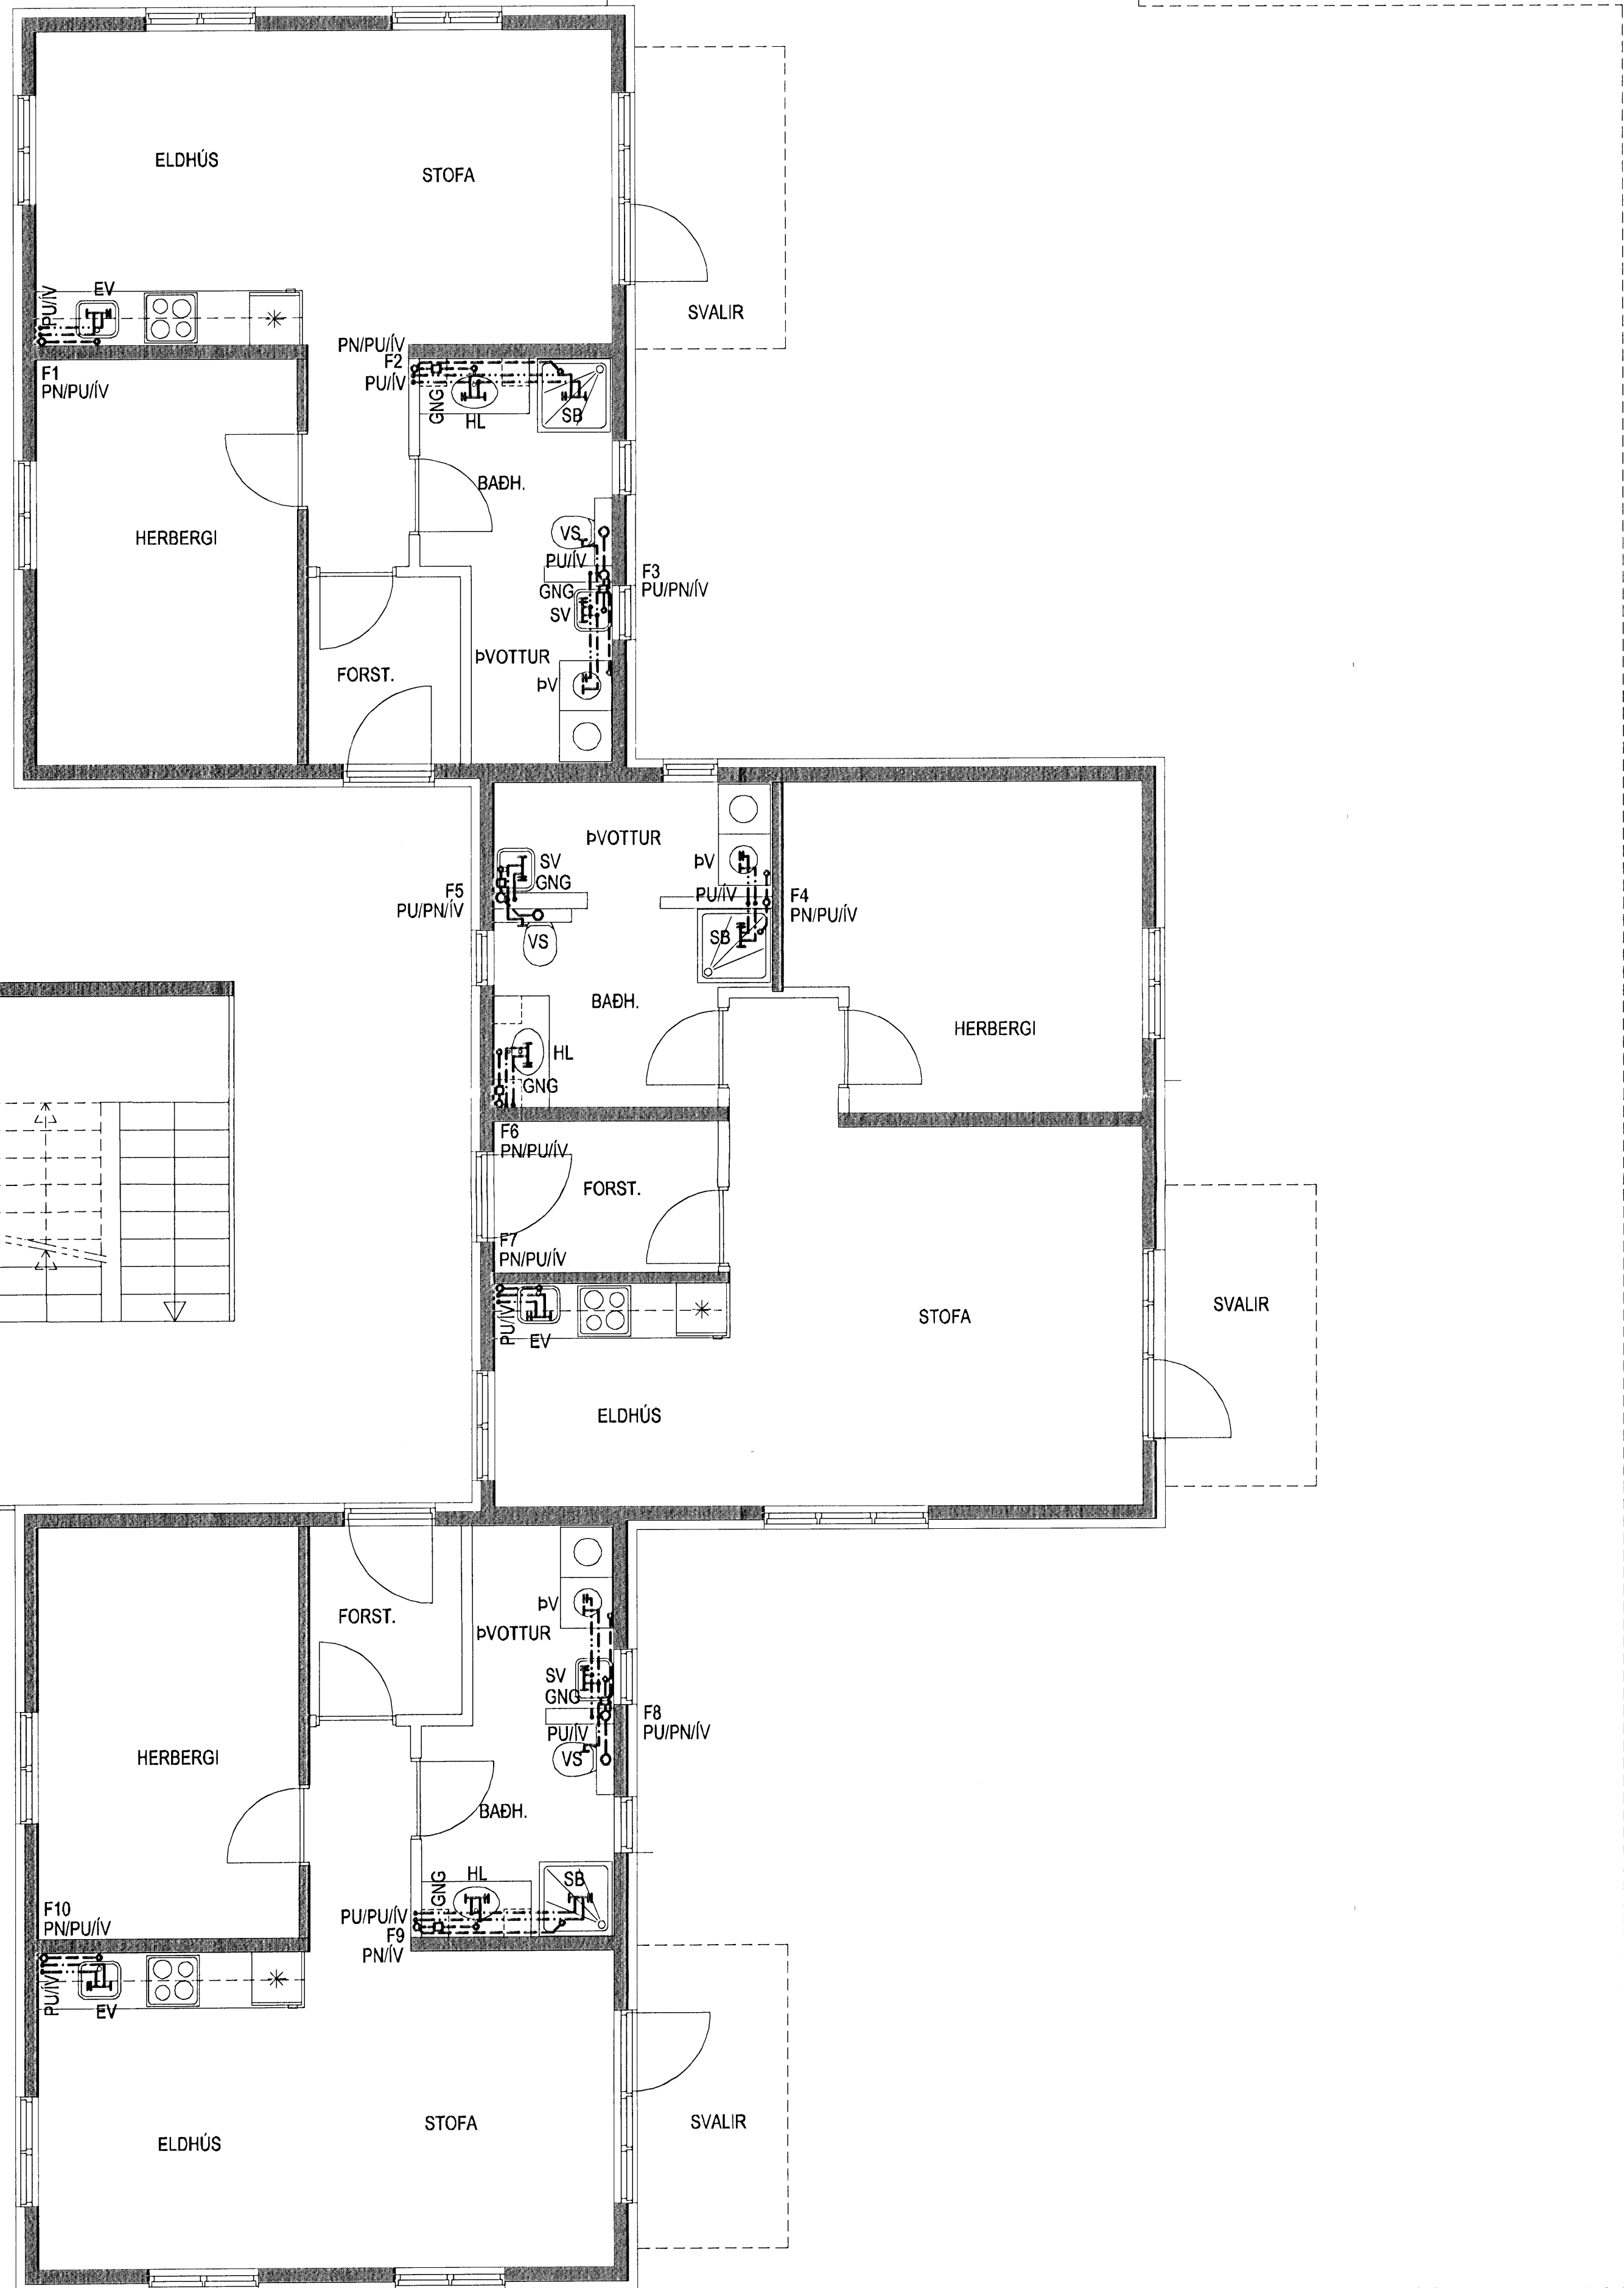 ELDHÚS
STOFA
PU/ÍV
EV
SVALIR
PN/PU/ÍV
F2
PU/ÍV
F1
PN/PU/ÍV
GNG
HL
SB
BAÐH.
HERBERGI
VS
PU/ÍV
F3
PU/PN/ÍV
GNG
SV
ÞVOTTUR
FORST.
ÞV
ÞVOTTUR
SV
GNG
ÞV
PU/ÍV
F5
PU/PN/ÍV
F4
PN/PU/ÍV
VS
SB
BAÐH.
HERBERGI
HL
GNG
F6
PN/PU/ÍV
FORST.
F7
PN/PU/ÍV
PU/ÍV
EV
STOFA
SVALIR
ELDHÚS
ÞV
FORST.
ÞVOTTUR
SV
GNG
F8
PU/PN/ÍV
PU/ÍV
VS
HERBERGI
BAÐH.
GNG
HL
SB
F10
PN/PU/ÍV
PU/PU/ÍV
F9
PN/ÍV
PU/ÍV
EV
STOFA
SVALIR
ELDHÚS